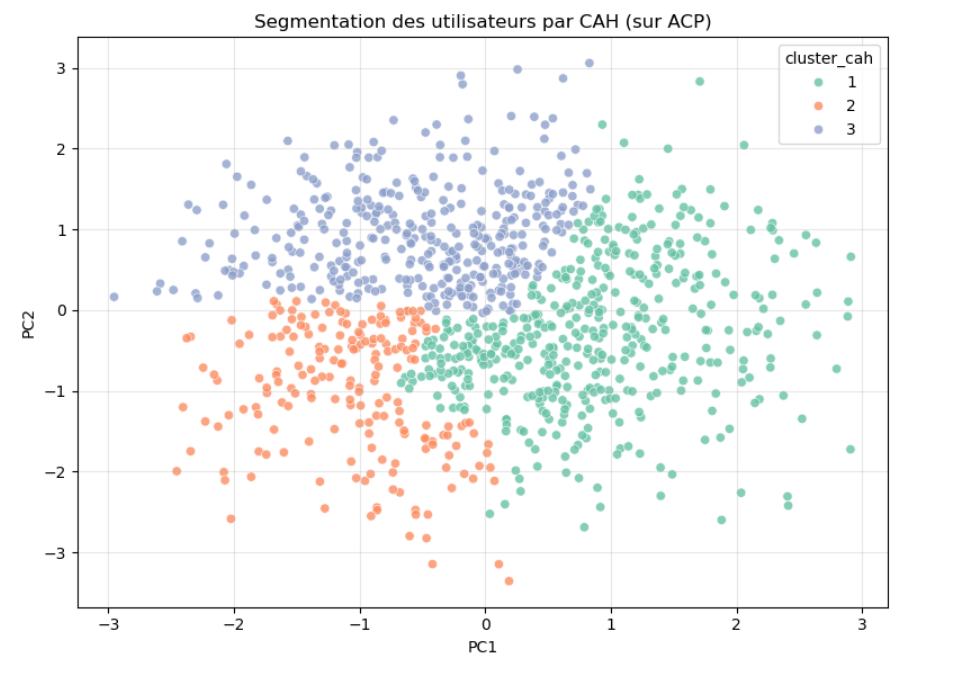 Segmentation des utilisateurs par CAH (sur ACP)
cluster_cah
1
2
3
3
2
1
0
−1
−2
−3
PC2
−3 −2 −1 0 1 2 3
PC1